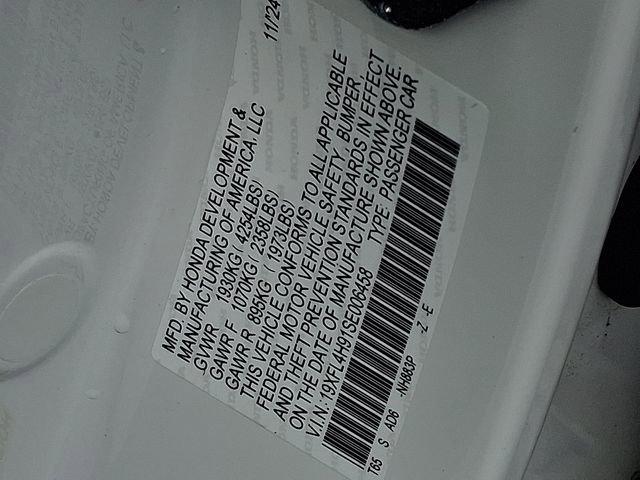 MFD. BY HONDA DEVELOPMENT & 11/24
MANUFACTURING OF AMERICA, LLC
GVWR 1930KG ( 4254LBS)
GAWR F 1070KG ( 2358LBS)
GAWR R 895KG ( 1973LBS)
THIS VEHICLE CONFORMS TO ALL APPLICABLE
FEDERAL MOTOR VEHICLE SAFETY, BUMPER,
AND THEFT PREVENTION STANDARDS IN EFFECT
ON THE DATE OF MANUFACTURE SHOWN ABOVE.
V.I.N.: 19XFL4H91SE006458 TYPE: PASSENGER CAR
T65 S AD6 -NH883P -Z -E